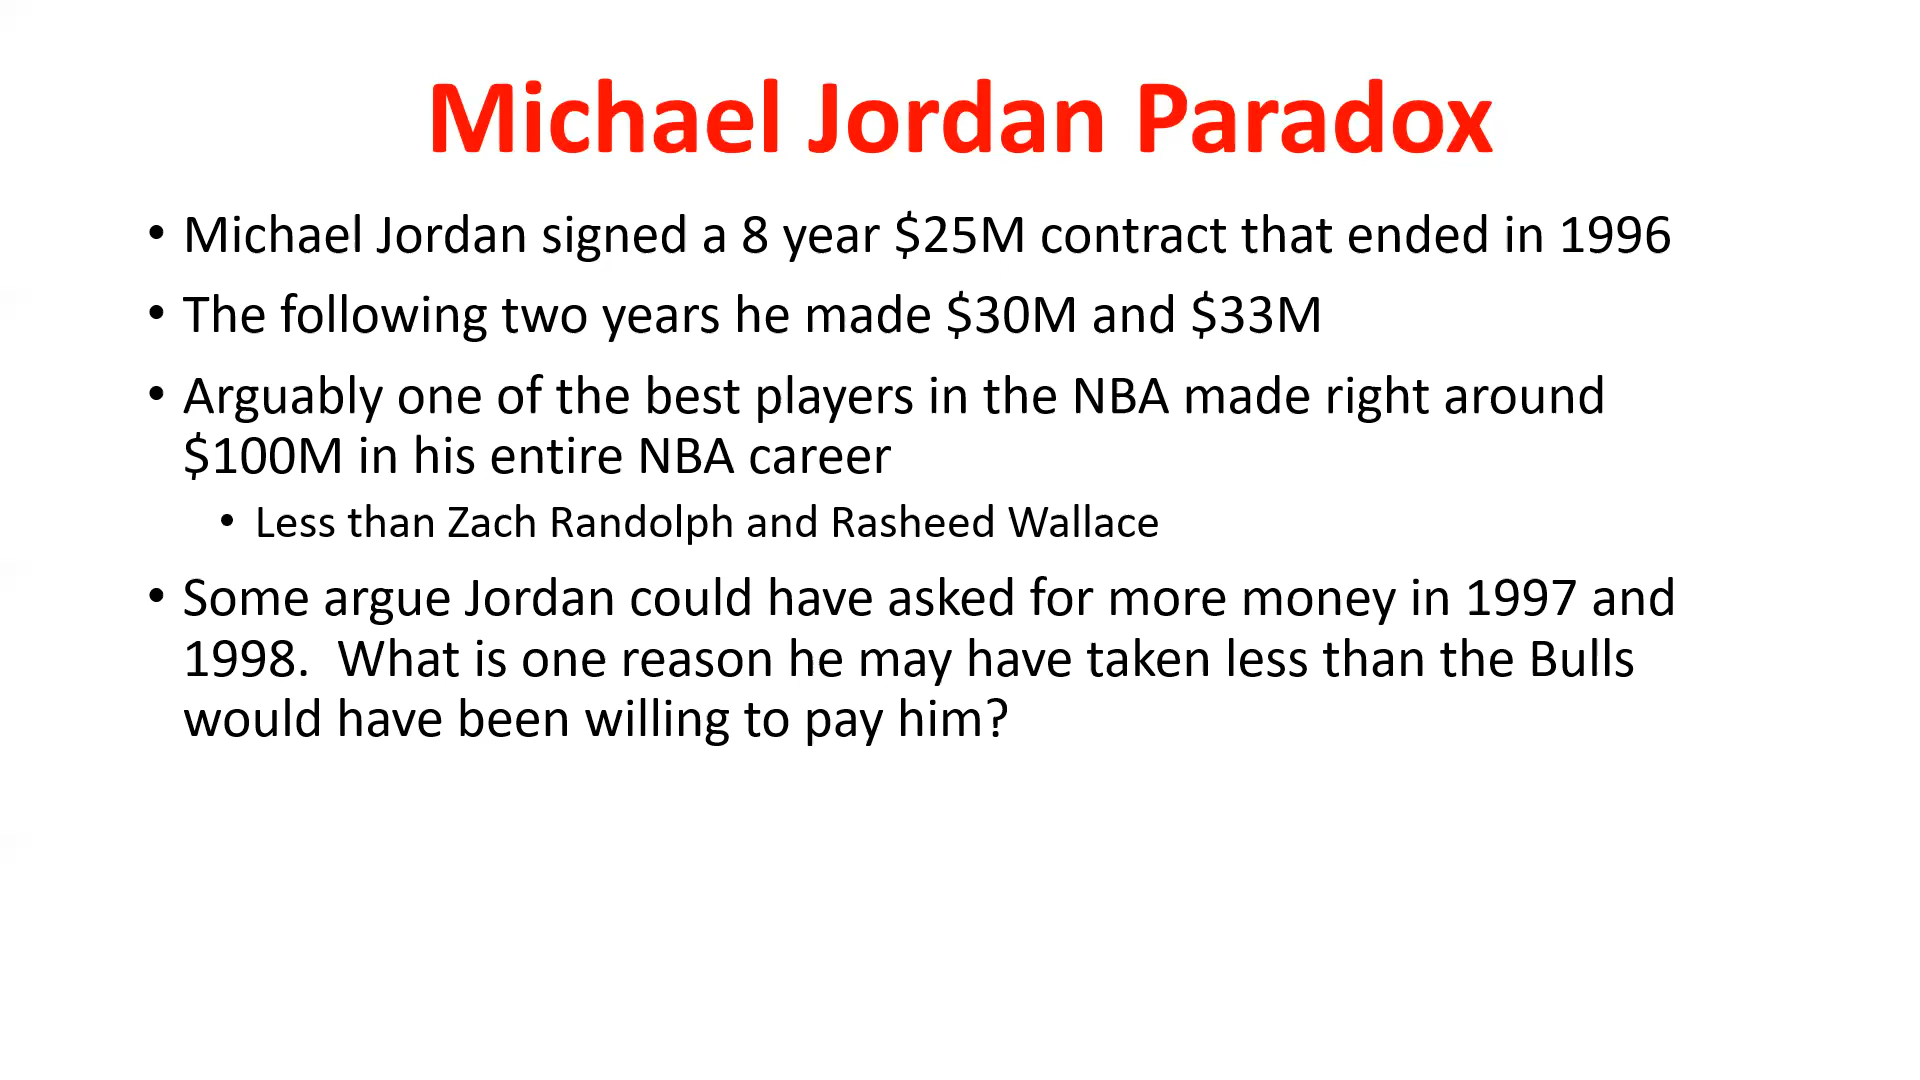 Michael Jordan Paradox
• Michael Jordan signed a 8 year $25M contract that ended in 1996
• The following two years he made $30M and $33M
• Arguably one of the best players in the NBA made right around
$100M in his entire NBA career
• Less than Zach Randolph and Rasheed Wallace
• Some argue Jordan could have asked for more money in 1997 and
1998.  What is one reason he may have taken less than the Bulls
would have been willing to pay him?